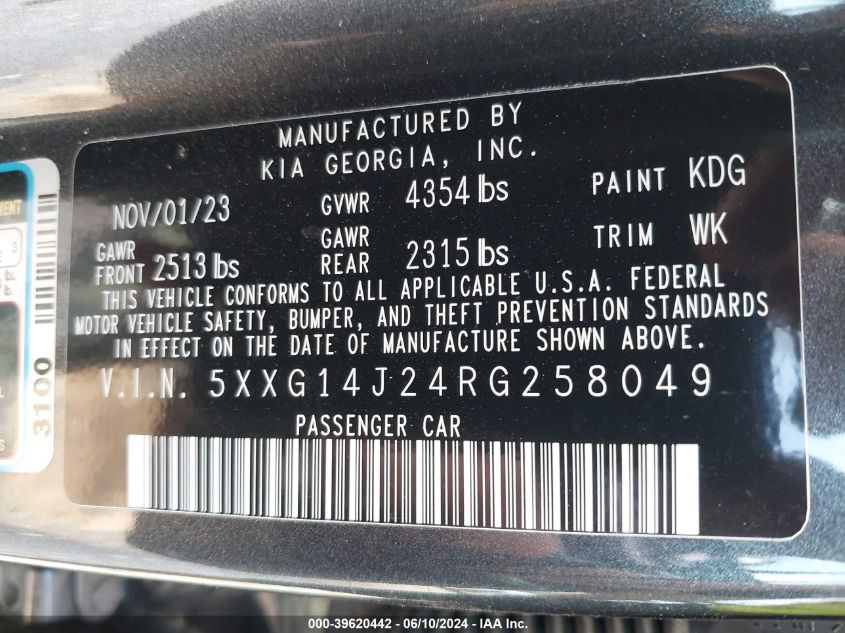 MANUFACTURED BY
KIA GEORGIA, INC.
NOV/01/23 GVWR 4354 lbs PAINT KDG
GAWR FRONT 2513 lbs GAWR REAR 2315 lbs TRIM WK
THIS VEHICLE CONFORMS TO ALL APPLICABLE U.S.A. FEDERAL
MOTOR VEHICLE SAFETY, BUMPER, AND THEFT PREVENTION STANDARDS
IN EFFECT ON THE DATE OF MANUFACTURE SHOWN ABOVE.
V.I.N. 5XXG14J24RG258049
PASSENGER CAR
3100
000-39620442 - 06/10/2024 - IAA Inc.